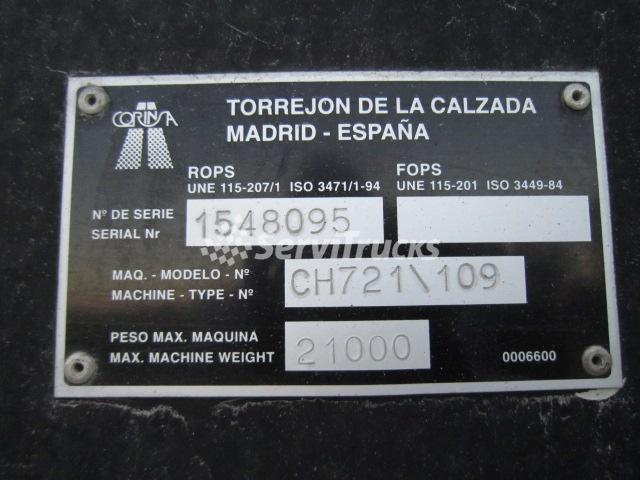 CORINSA
TORREJON DE LA CALZADA
MADRID - ESPAÑA
ROPS
UNE 115-207/1 ISO 3471/1-94
FOPS
UNE 115-201 ISO 3449-84
Nº DE SERIE
SERIAL Nr
1548095
ServiTrucks
MAQ. - MODELO - Nº
MACHINE - TYPE - Nº
CH721\109
PESO MAX. MAQUINA
MAX. MACHINE WEIGHT
21000
0006600